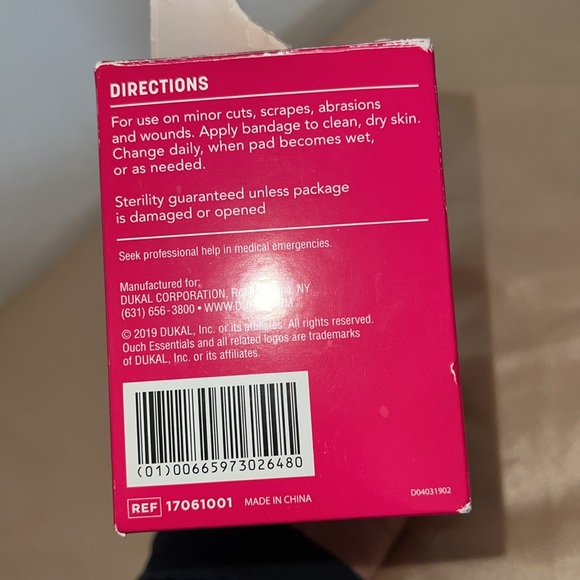 DIRECTIONS
For use on minor cuts, scrapes, abrasions
and wounds. Apply bandage to clean, dry skin.
Change daily, when pad becomes wet,
or as needed.
Sterility guaranteed unless package
is damaged or opened
Seek professional help in medical emergencies.
Manufactured for:
DUKAL CORPORATION, NY
(631) 656-3800 •
© 2019 DUKAL, Inc. or its affiliates. All rights reserved.
Ouch Essentials and all related logos are trademarks
of DUKAL, Inc. or its affiliates.
(01)00665973026480
REF 17061001 MADE IN CHINA
D04031902